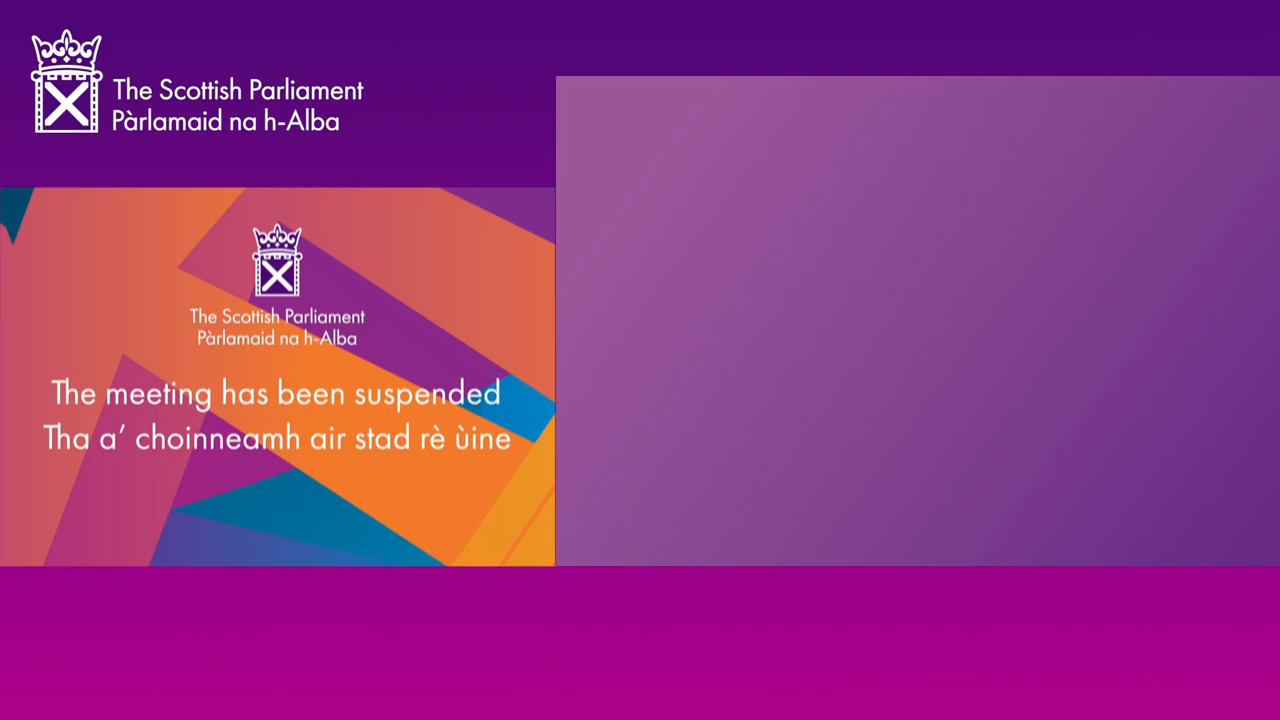 The Scottish Parliament
Pàrlamaid na h-Alba
The Scottish Parliament
Pàrlamaid na h-Alba
The meeting has been suspended
Tha a’ choinneamh air stad rè ùine